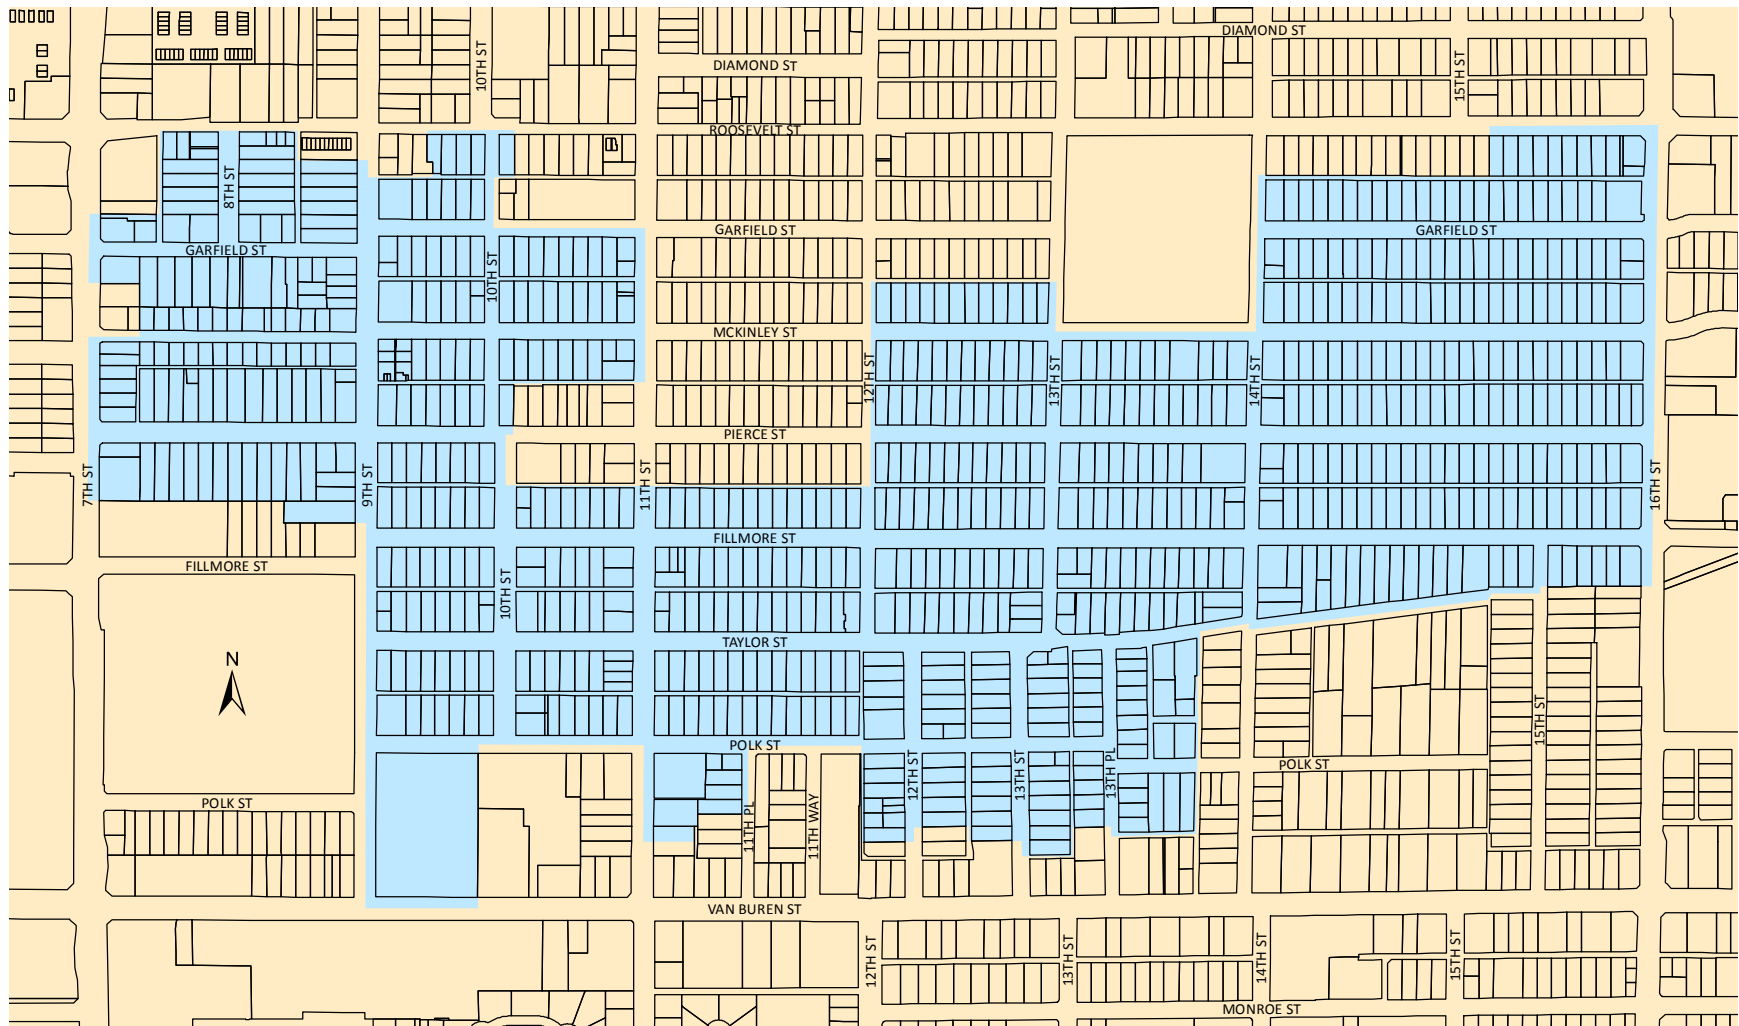 DIAMOND ST
10TH ST
DIAMOND ST
15TH ST
ROOSEVELT ST
8TH ST
GARFIELD ST
GARFIELD ST
GARFIELD ST
10TH ST
MCKINLEY ST
12TH ST
13TH ST
14TH ST
PIERCE ST
7TH ST
9TH ST
11TH ST
16TH ST
FILLMORE ST
FILLMORE ST
10TH ST
TAYLOR ST
N
15TH ST
POLK ST
POLK ST
12TH ST
13TH ST
13TH PL
POLK ST
11TH PL
11TH WAY
VAN BUREN ST
12TH ST
13TH ST
14TH ST
15TH ST
MONROE ST